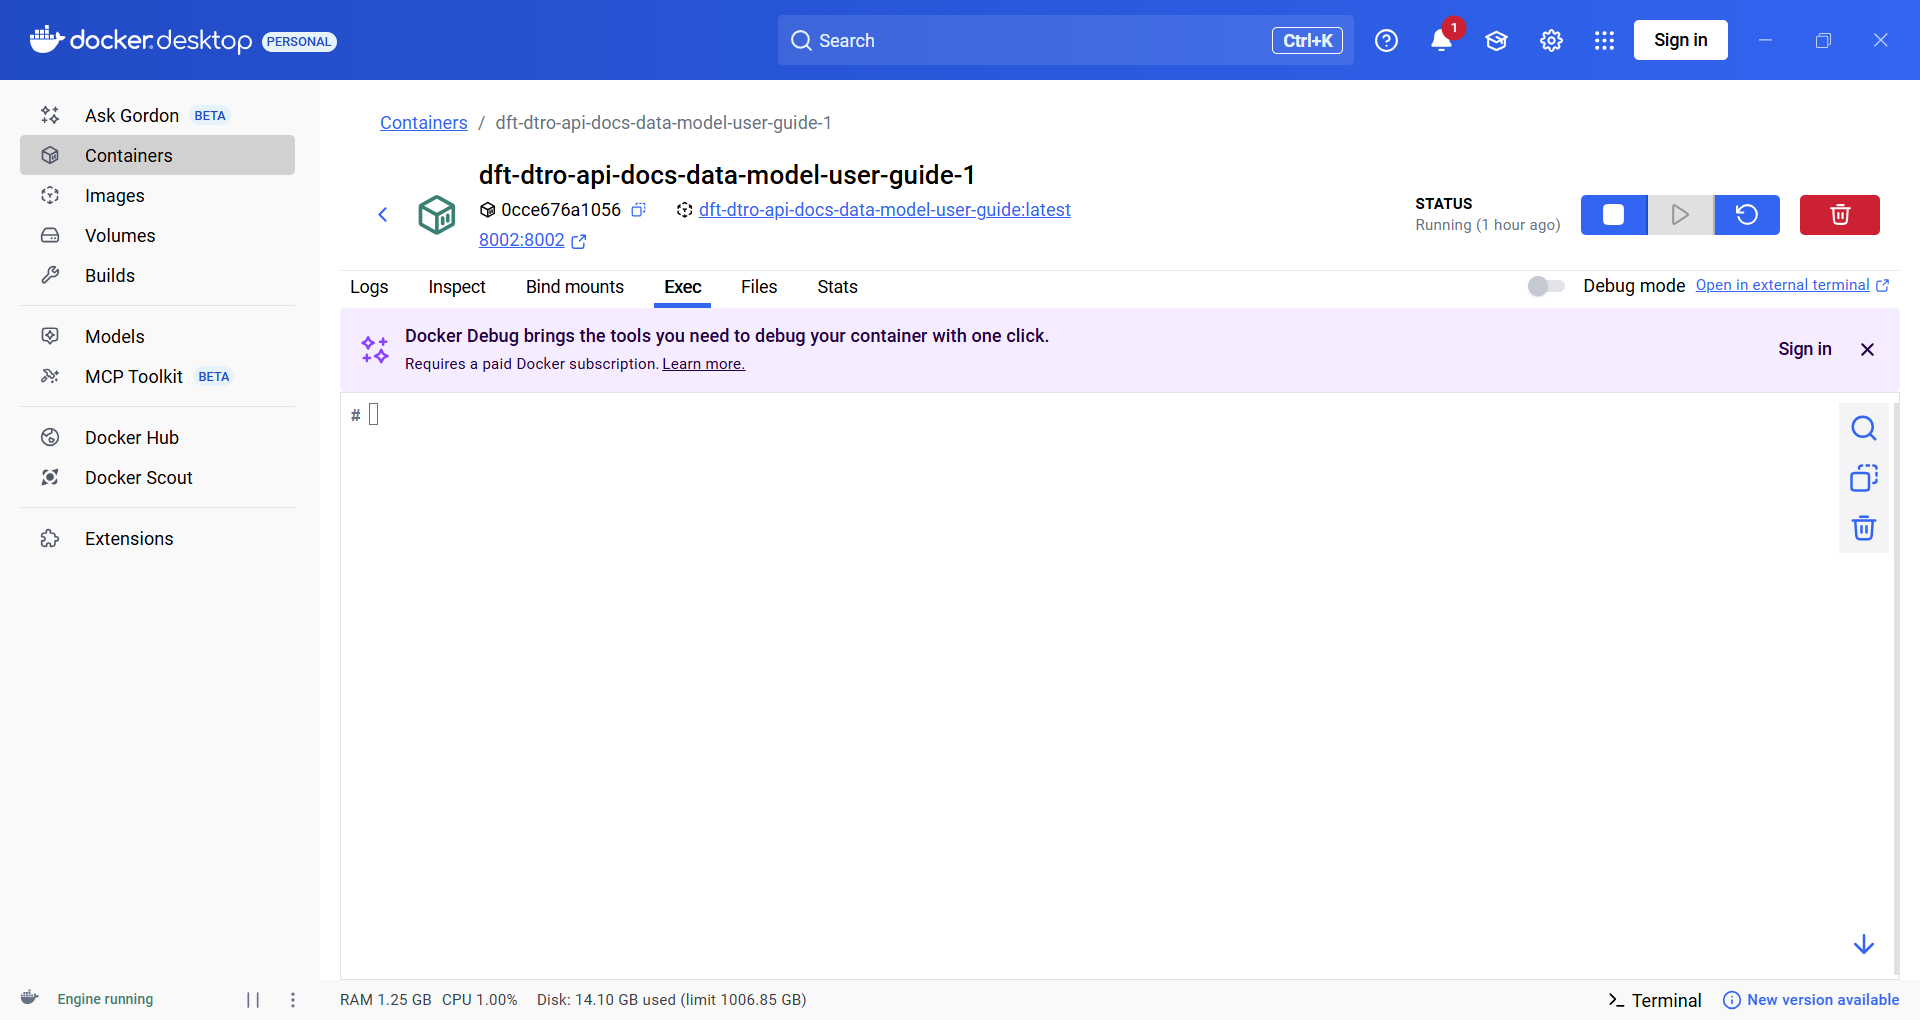 docker.desktop PERSONAL
Search
Ctrl+K
1
Sign in
Ask Gordon BETA
Containers
Images
Volumes
Builds
Models
MCP Toolkit BETA
Docker Hub
Docker Scout
Extensions
Containers / dft-dtro-api-docs-data-model-user-guide-1
dft-dtro-api-docs-data-model-user-guide-1
0cce676a1056 dft-dtro-api-docs-data-model-user-guide:latest
8002:8002
STATUS
Running (1 hour ago)
Logs Inspect Bind mounts Exec Files Stats
Debug mode Open in external terminal
Docker Debug brings the tools you need to debug your container with one click.
Requires a paid Docker subscription. Learn more.
Sign in
#
Engine running
RAM 1.25 GB CPU 1.00% Disk: 14.10 GB used (limit 1006.85 GB)
Terminal
New version available